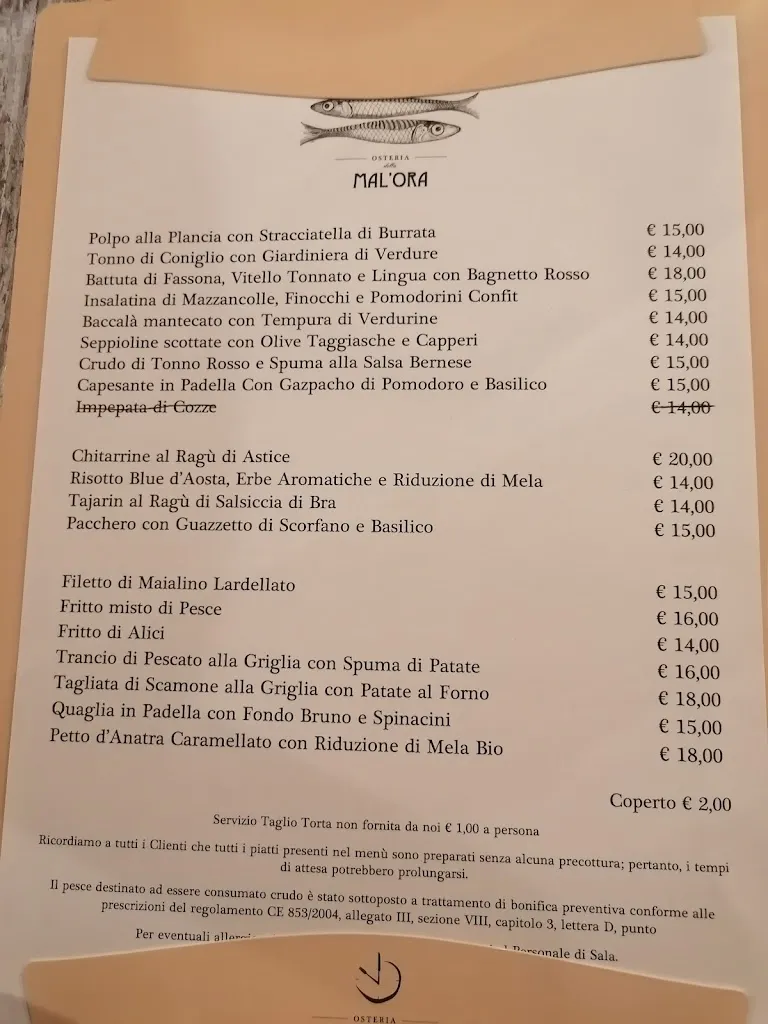 OSTERIA
della
MAL'ORA
Polpo alla Plancia con Stracciatella di Burrata € 15,00
Tonno di Coniglio con Giardiniera di Verdure € 14,00
Battuta di Fassona, Vitello Tonnato e Lingua con Bagnetto Rosso € 18,00
Insalatina di Mazzancolle, Finocchi e Pomodorini Confit € 15,00
Baccalà mantecato con Tempura di Verdurine € 14,00
Seppioline scottate con Olive Taggiasche e Capperi € 14,00
Crudo di Tonno Rosso e Spuma alla Salsa Bernese € 15,00
Capesante in Padella Con Gazpacho di Pomodoro e Basilico € 15,00
Impepata di Cozze € 14,00
Chitarrine al Ragù di Astice € 20,00
Risotto Blue d'Aosta, Erbe Aromatiche e Riduzione di Mela € 14,00
Tajarin al Ragù di Salsiccia di Bra € 14,00
Pacchero con Guazzetto di Scorfano e Basilico € 15,00
Filetto di Maialino Lardellato € 15,00
Fritto misto di Pesce € 16,00
Fritto di Alici € 14,00
Trancio di Pescato alla Griglia con Spuma di Patate € 16,00
Tagliata di Scamone alla Griglia con Patate al Forno € 18,00
Quaglia in Padella con Fondo Bruno e Spinacini € 15,00
Petto d'Anatra Caramellato con Riduzione di Mela Bio € 18,00
Coperto € 2,00
Servizio Taglio Torta non fornita da noi € 1,00 a persona
Ricordiamo a tutti i Clienti che tutti i piatti presenti nel menù sono preparati senza alcuna precottura; pertanto, i tempi
di attesa potrebbero prolungarsi.
Il pesce destinato ad essere consumato crudo è stato sottoposto a trattamento di bonifica preventiva conforme alle
prescrizioni del regolamento CE 853/2004, allegato III, sezione VIII, capitolo 3, lettera D, punto
Per eventuali Personale di Sala.
OSTERIA